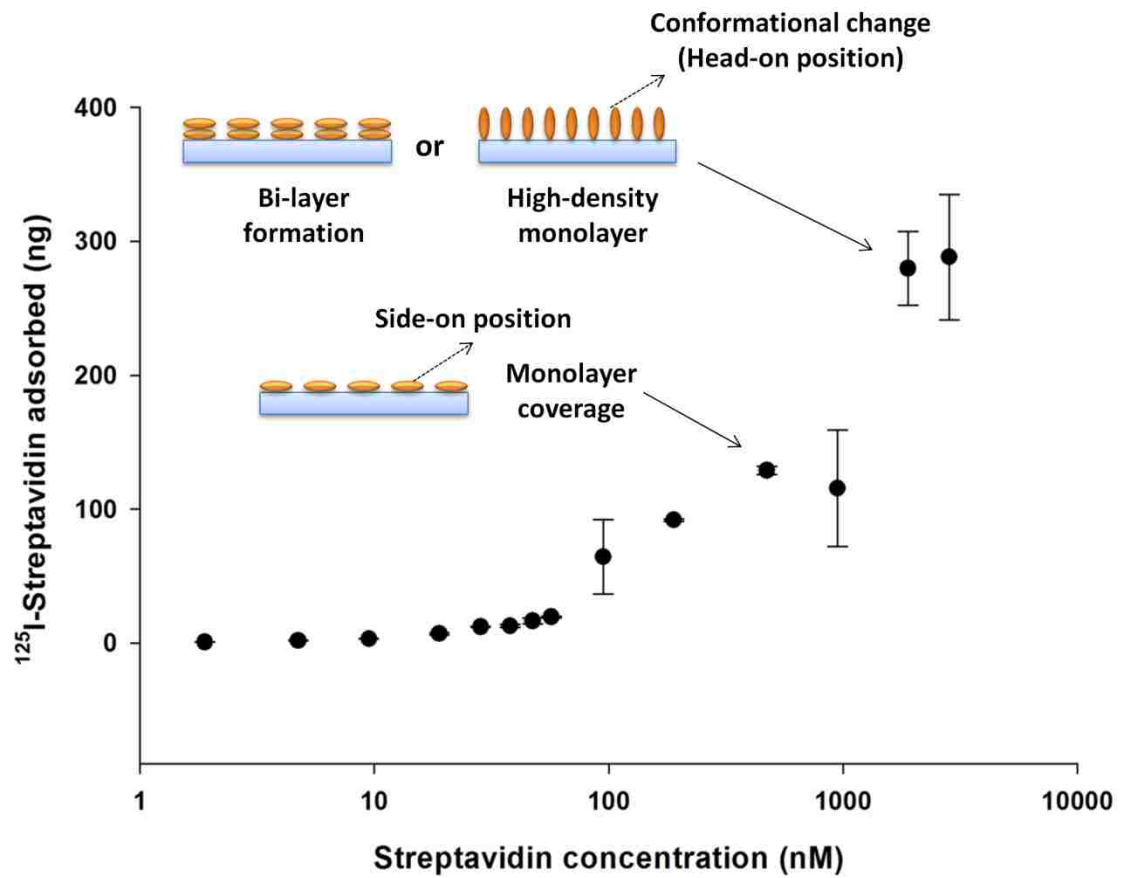 Conformational change
(Head-on position)
400
or
Bi-layer
formation
High-density
monolayer
300
Side-on position
200
Monolayer
coverage
100
0
¹²⁵I-Streptavidin adsorbed (ng)
1
10
100
1000
10000
Streptavidin concentration (nM)